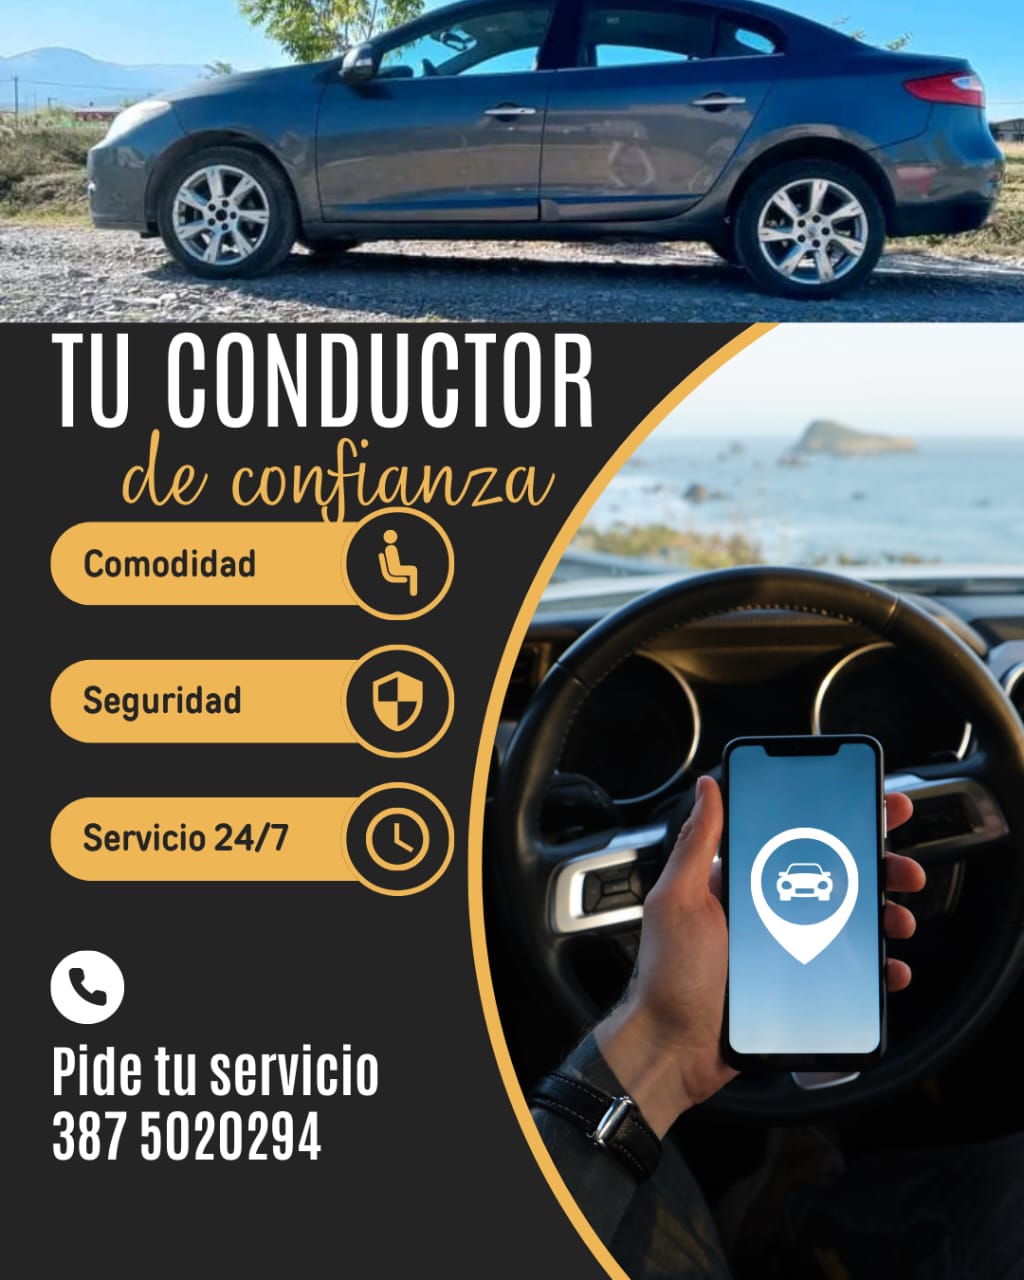 TU CONDUCTOR
de confianza
Comodidad
Seguridad
Servicio 24/7
Pide tu servicio
387 5020294